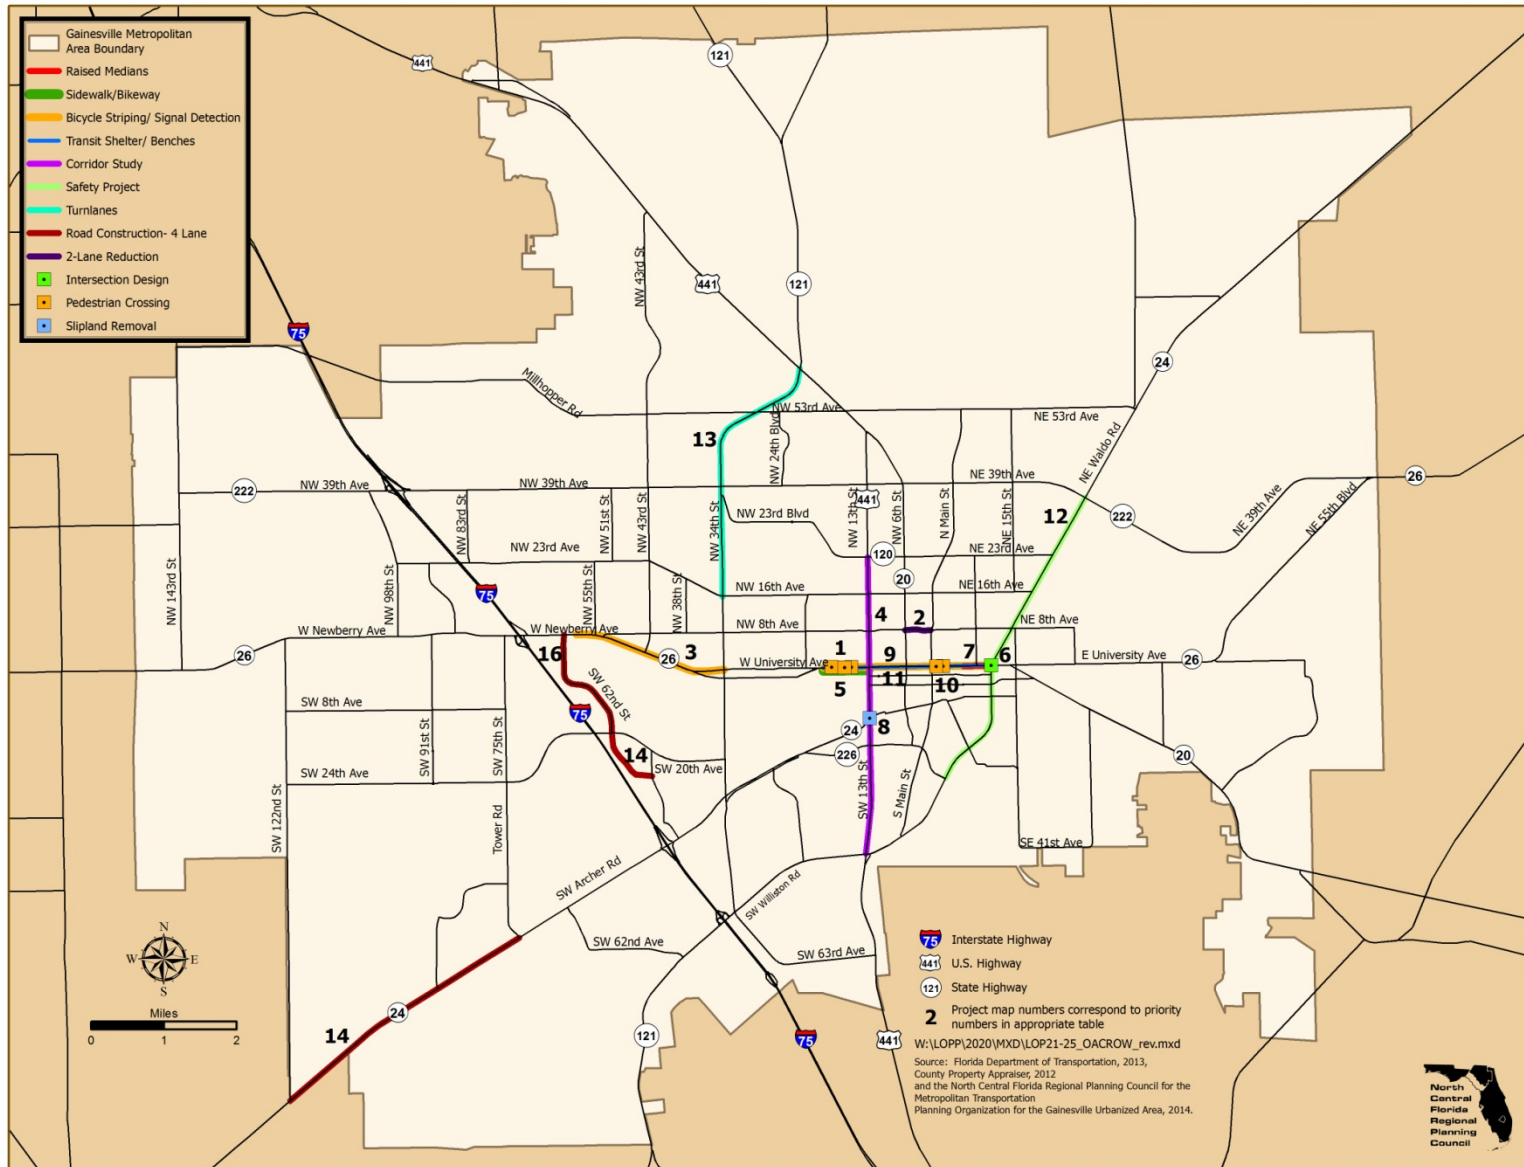 Gainesville Metropolitan
Area Boundary
Raised Medians
Sidewalk/Bikeway
Bicycle Striping/ Signal Detection
Transit Shelter/ Benches
Corridor Study
Safety Project
Turnlanes
Road Construction- 4 Lane
2-Lane Reduction
Intersection Design
Pedestrian Crossing
Slipland Removal
441
121
441
121
75
24
NW 43rd St
Millhopper Rd
NW 53rd Ave
NE 53rd Ave
13
NW 24th Blvd
NE Waldo Rd
222
NW 39th Ave
NW 39th Ave
NE 39th Ave
26
441
NW 83rd St
NW 51st St
NW 43rd St
NW 34th St
NW 23rd Blvd
NW 13th St
NW 6th St
N Main St
NE 15th St
12
222
NE 39th Ave
NE 55th Blvd
NW 23rd Ave
120
NE 23rd Ave
NW 143rd St
NW 98th St
75
NW 55th St
NW 38th St
NW 16th Ave
20
NE 16th Ave
W Newberry Ave
W Newberry Ave
NW 8th Ave
4
2
NE 8th Ave
26
16
26
3
W University Ave
1
9
7
6
E University Ave
26
SW 62nd St
5
11
10
SW 8th Ave
75
24
8
SW 91st St
SW 75th St
14
226
20
SW 24th Ave
SW 20th Ave
SW 122nd St
Tower Rd
SW 13th St
S Main St
SE 41st Ave
SW Archer Rd
SW Williston Rd
SW 62nd Ave
SW 63rd Ave
N
W
E
S
Miles
0 1 2
24
14
121
75
441
75 Interstate Highway
441 U.S. Highway
121 State Highway
2 Project map numbers correspond to priority
numbers in appropriate table
W:\LOPP\2020\MXD\LOP21-25_OACROW_rev.mxd
Source: Florida Department of Transportation, 2013,
County Property Appraiser, 2012
and the North Central Florida Regional Planning Council for the
Metropolitan Transportation
Planning Organization for the Gainesville Urbanized Area, 2014.
North
Central
Florida
Regional
Planning
Council